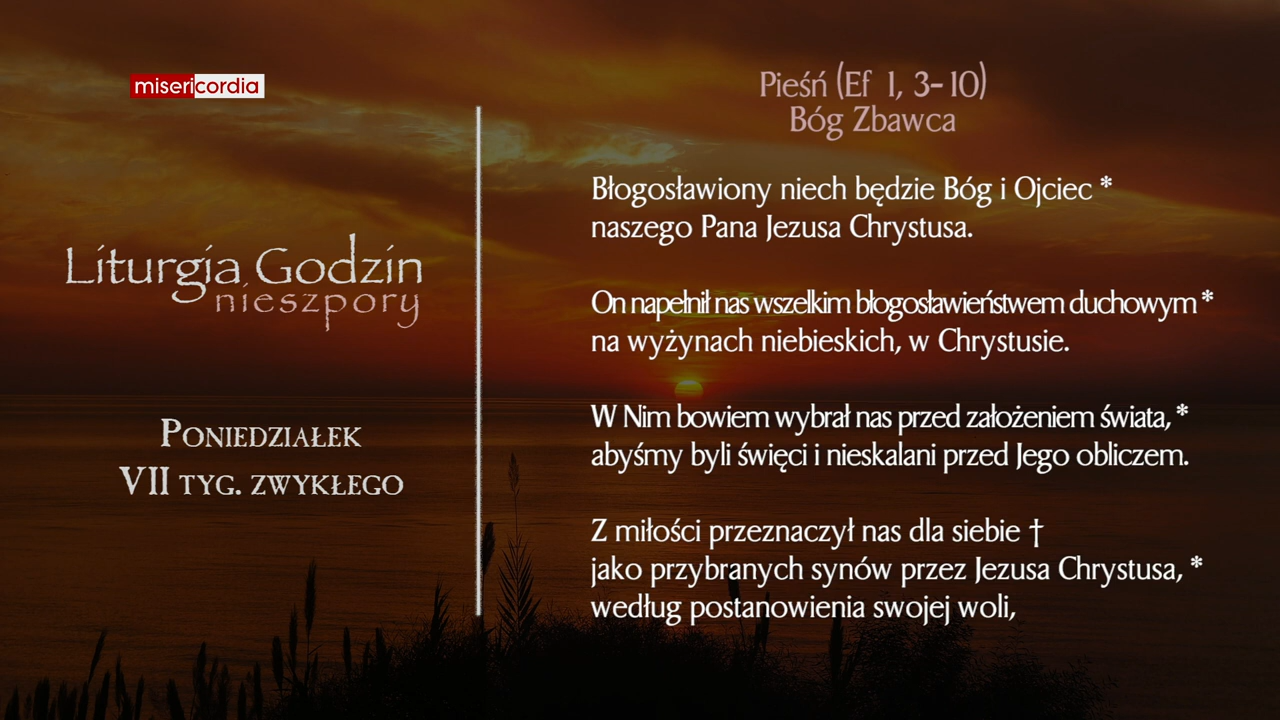 misericordia
Liturgia Godzin
nieszpory
Poniedziałek
VII tyg. zwykłego
Pieśń (Ef 1, 3-10)
Bóg Zbawca
Błogosławiony niech będzie Bóg i Ojciec *
naszego Pana Jezusa Chrystusa.
On napełnił nas wszelkim błogosławieństwem duchowym *
na wyżynach niebieskich, w Chrystusie.
W Nim bowiem wybrał nas przed założeniem świata, *
abyśmy byli święci i nieskalani przed Jego obliczem.
Z miłości przeznaczył nas dla siebie †
jako przybranych synów przez Jezusa Chrystusa, *
według postanowienia swojej woli,